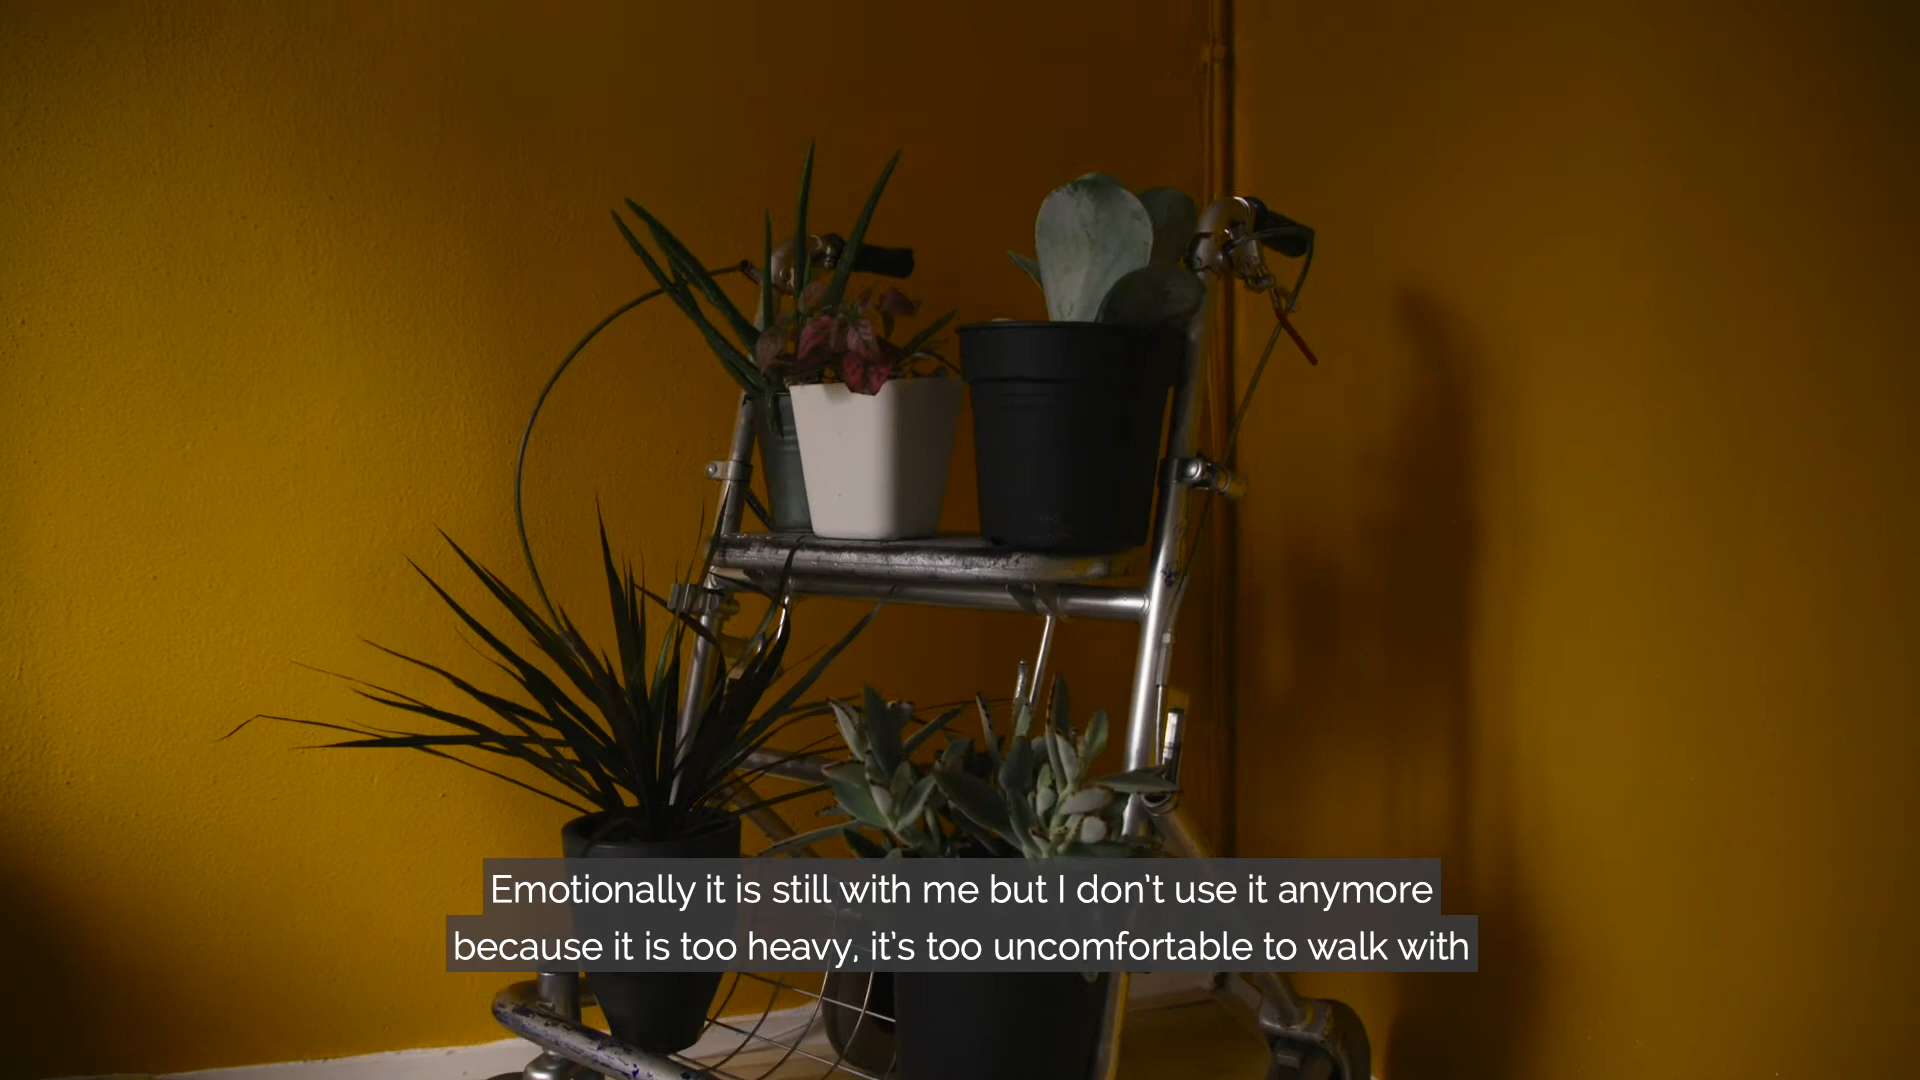 Emotionally it is still with me but I don't use it anymore
because it is too heavy, it's too uncomfortable to walk with